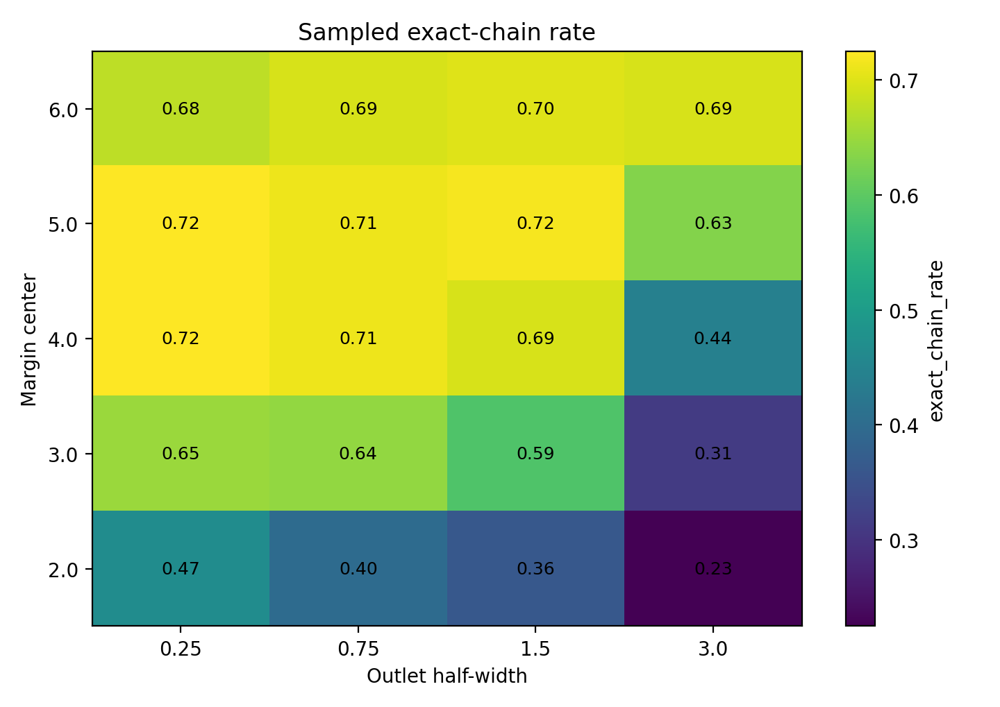 Sampled exact-chain rate
6.0 0.68 0.69 0.70 0.69
5.0 0.72 0.71 0.72 0.63
4.0 0.72 0.71 0.69 0.44
3.0 0.65 0.64 0.59 0.31
2.0 0.47 0.40 0.36 0.23
0.25 0.75 1.5 3.0
Outlet half-width
Margin center
0.7
0.6
0.5
0.4
0.3
exact_chain_rate